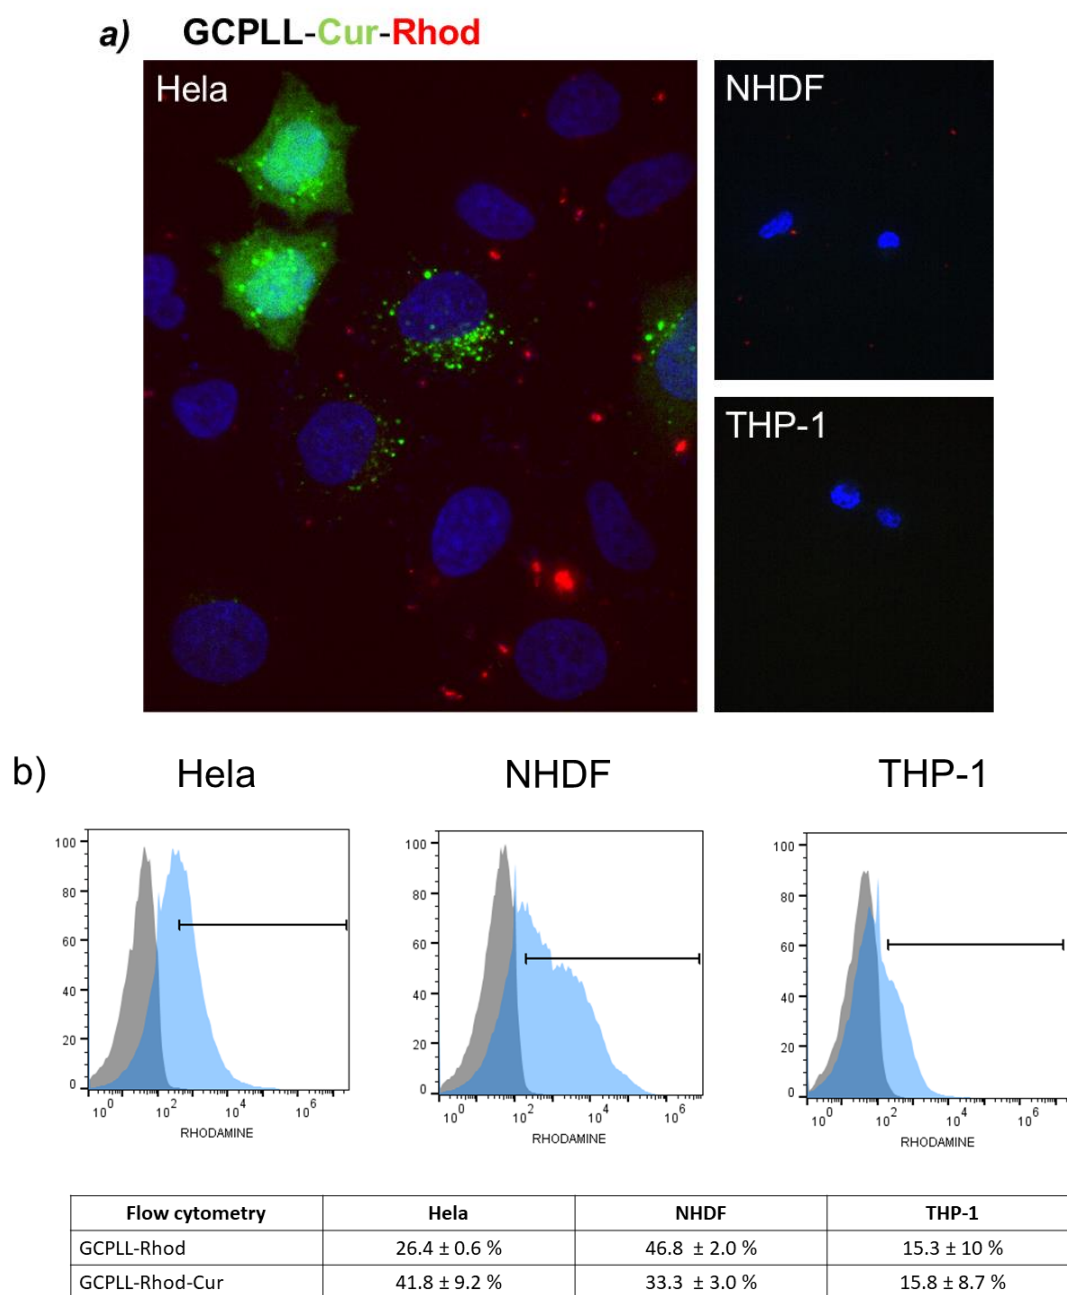 a) GCPLL-Cur-Rhod
Hela
NHDF
THP-1
b) Hela NHDF THP-1
100
80
60
40
20
0
10^0 10^2 10^4 10^6
RHODAMINE
100
80
60
40
20
0
10^0 10^2 10^4 10^6
RHODAMINE
100
80
60
40
20
0
10^0 10^2 10^4 10^6
RHODAMINE
Flow cytometry Hela NHDF THP-1
GCPLL-Rhod 26.4 ± 0.6 % 46.8 ± 2.0 % 15.3 ± 10 %
GCPLL-Rhod-Cur 41.8 ± 9.2 % 33.3 ± 3.0 % 15.8 ± 8.7 %